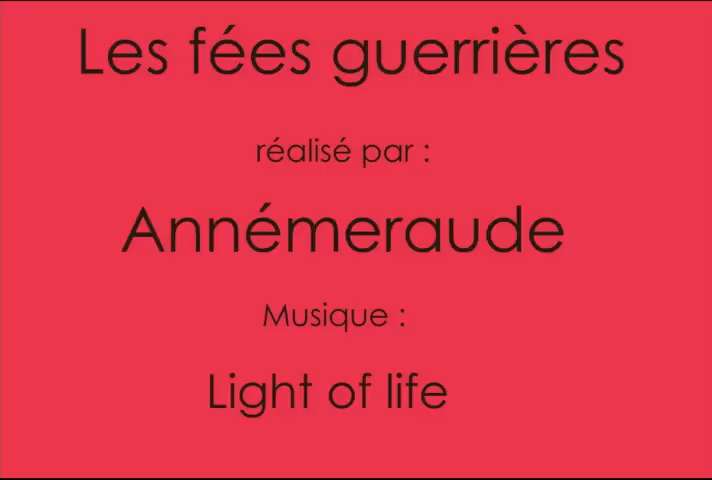 Les fées guerrières
réalisé par :
Annémeraude
Musique :
Light of life